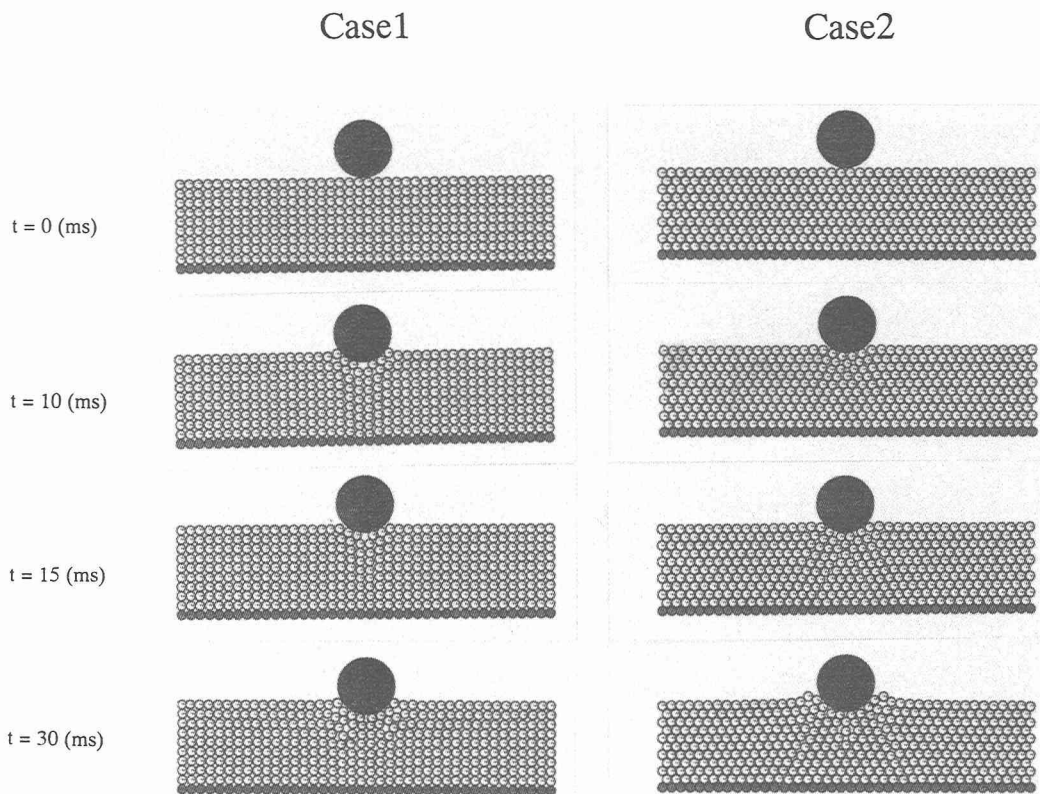 Case1
Case2
t = 0 (ms)
t = 10 (ms)
t = 15 (ms)
t = 30 (ms)